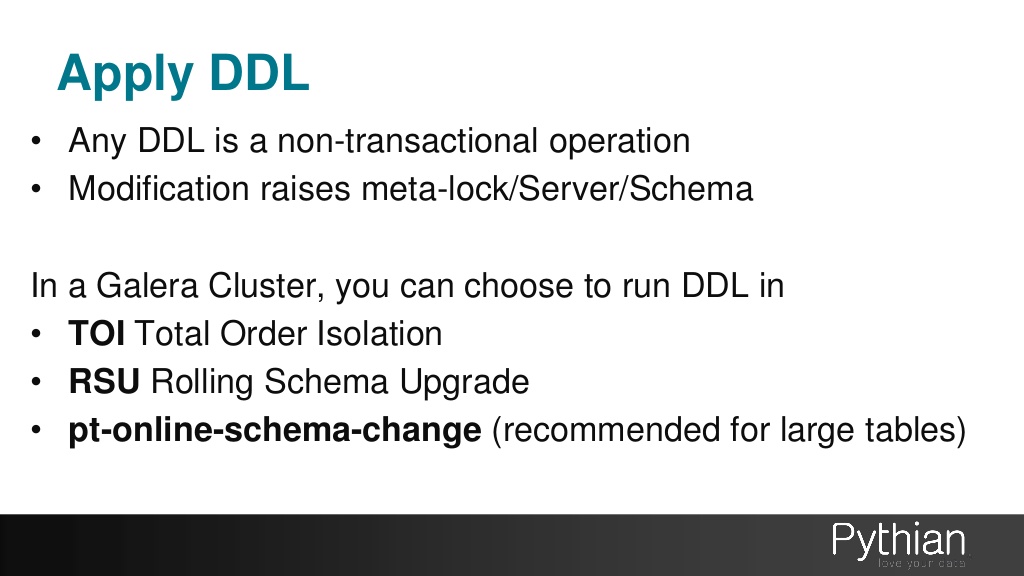 Apply DDL
• Any DDL is a non-transactional operation
• Modification raises meta-lock/Server/Schema
In a Galera Cluster, you can choose to run DDL in
• TOI Total Order Isolation
• RSU Rolling Schema Upgrade
• pt-online-schema-change (recommended for large tables)
Pythian
love your data